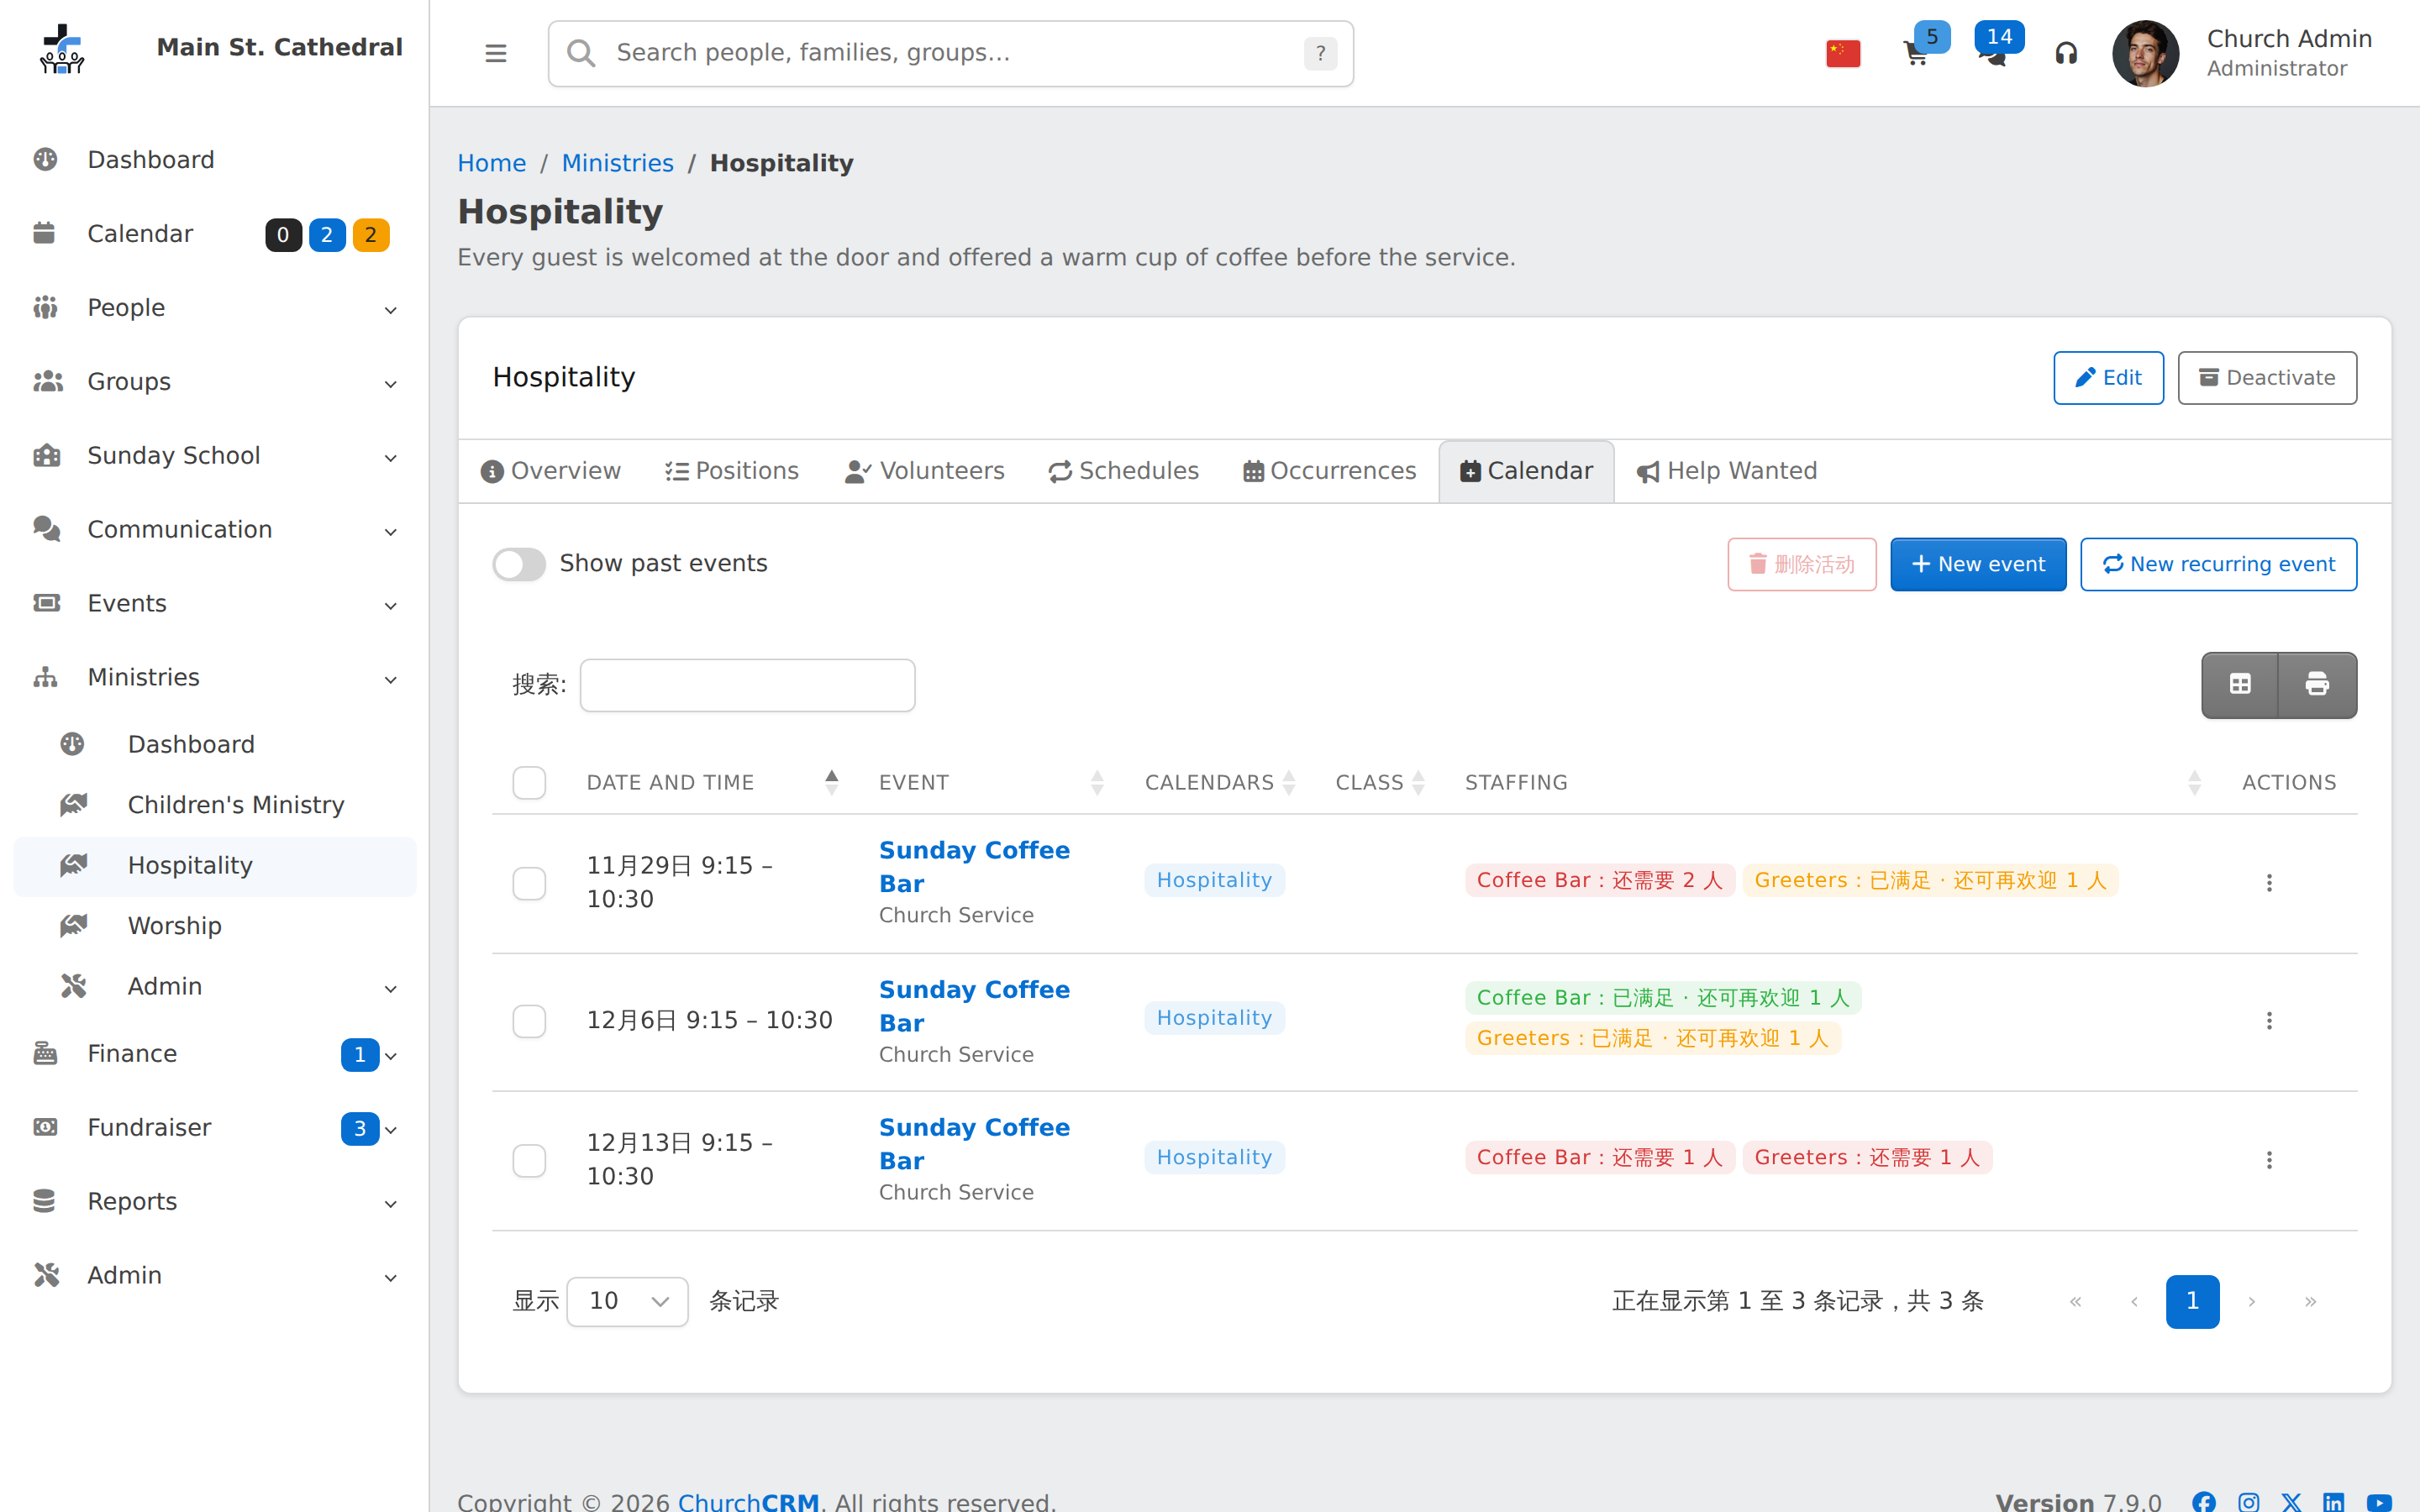 Main St. Cathedral
Search people, families, groups...
?
5
14
Church Admin
Administrator
Dashboard
Calendar
0
2
2
People
Groups
Sunday School
Communication
Events
Ministries
Dashboard
Children's Ministry
Hospitality
Worship
Admin
Finance
1
Fundraiser
3
Reports
Admin
Home / Ministries / Hospitality
Hospitality
Every guest is welcomed at the door and offered a warm cup of coffee before the service.
Hospitality
Edit
Deactivate
Overview
Positions
Volunteers
Schedules
Occurrences
Calendar
Help Wanted
Show past events
删除活动
New event
New recurring event
搜索:
DATE AND TIME
EVENT
CALENDARS
CLASS
STAFFING
ACTIONS
11月29日 9:15 –
10:30
Sunday Coffee
Bar
Church Service
Hospitality
Coffee Bar：还需要 2 人
Greeters：已满足 · 还可再欢迎 1 人
12月6日 9:15 – 10:30
Sunday Coffee
Bar
Church Service
Hospitality
Coffee Bar：已满足 · 还可再欢迎 1 人
Greeters：已满足 · 还可再欢迎 1 人
12月13日 9:15 –
10:30
Sunday Coffee
Bar
Church Service
Hospitality
Coffee Bar：还需要 1 人
Greeters：还需要 1 人
显示 10 条记录
正在显示第 1 至 3 条记录，共 3 条
« ‹ 1 › »
Copyright © 2026 ChurchCRM. All rights reserved.
Version 7.9.0